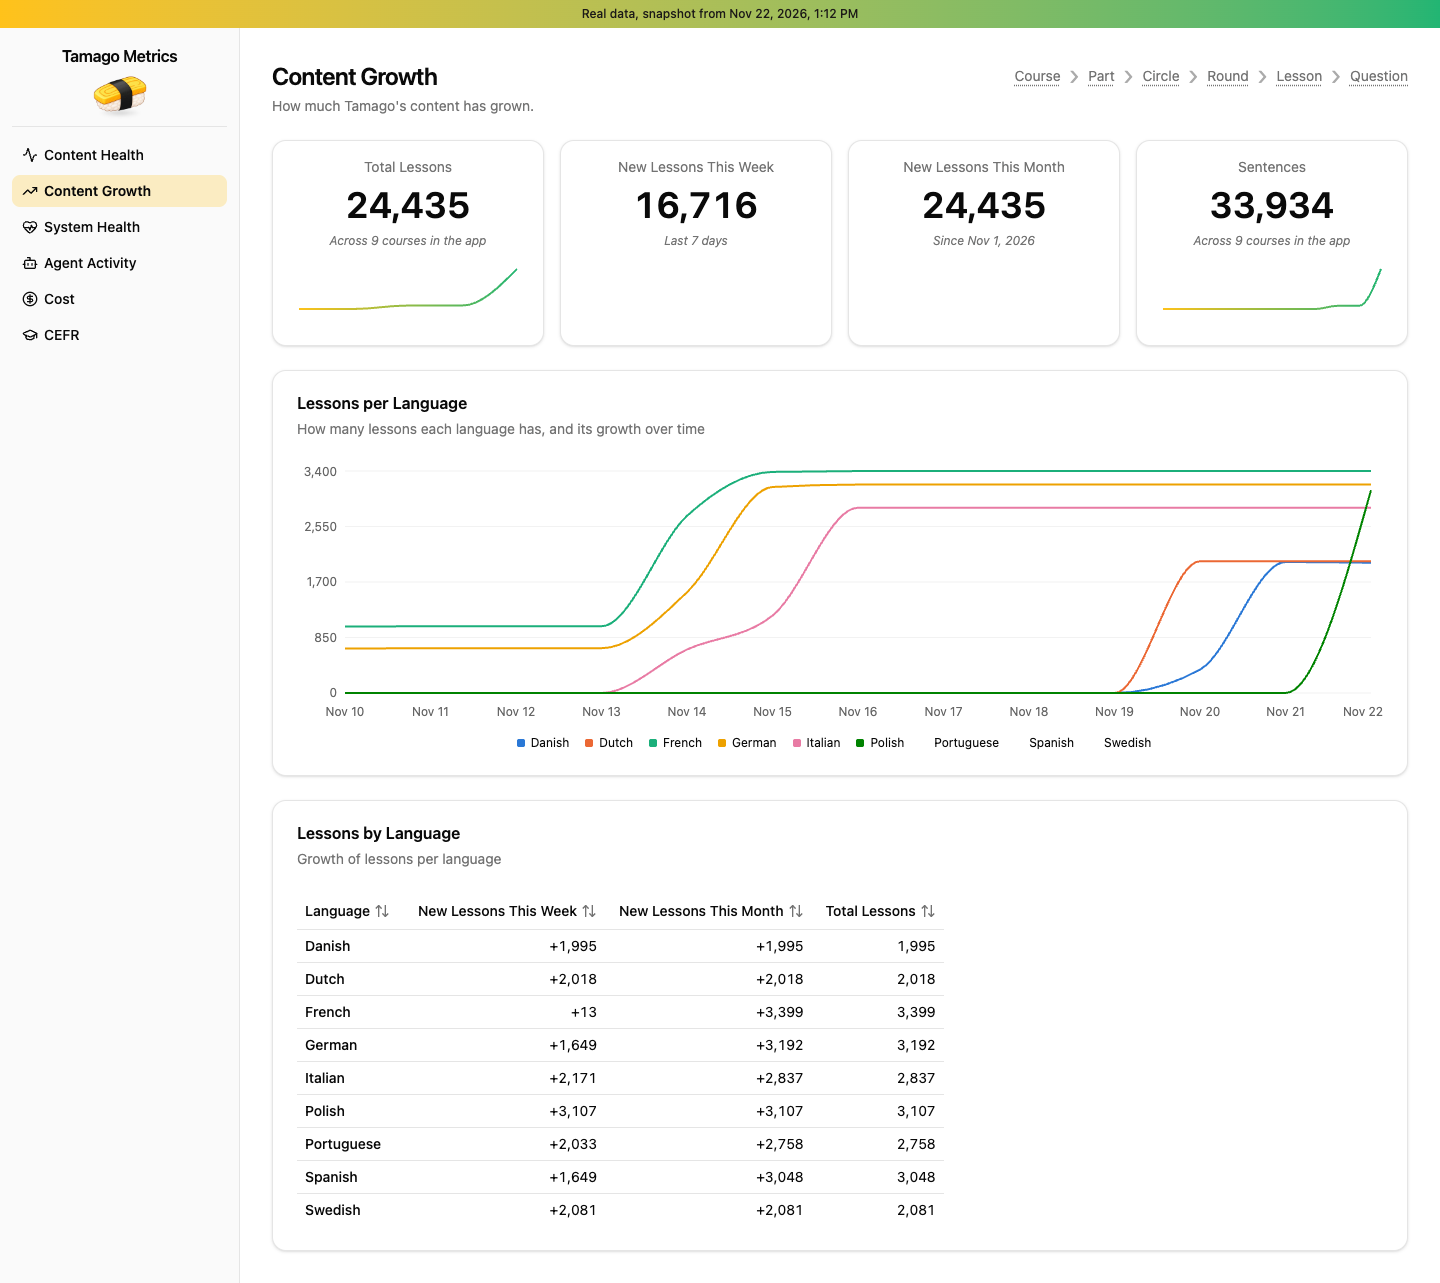 Real data, snapshot from Nov 22, 2026, 1:12 PM
Tamago Metrics
Content Health
Content Growth
System Health
Agent Activity
Cost
CEFR
Content Growth
How much Tamago's content has grown.
Course Part Circle Round Lesson Question
Total Lessons
24,435
Across 9 courses in the app
New Lessons This Week
16,716
Last 7 days
New Lessons This Month
24,435
Since Nov 1, 2026
Sentences
33,934
Across 9 courses in the app
Lessons per Language
How many lessons each language has, and its growth over time
3,400
2,550
1,700
850
0
Nov 10 Nov 11 Nov 12 Nov 13 Nov 14 Nov 15 Nov 16 Nov 17 Nov 18 Nov 19 Nov 20 Nov 21 Nov 22
Danish Dutch French German Italian Polish Portuguese Spanish Swedish
Lessons by Language
Growth of lessons per language
Language New Lessons This Week New Lessons This Month Total Lessons
Danish +1,995 +1,995 1,995
Dutch +2,018 +2,018 2,018
French +13 +3,399 3,399
German +1,649 +3,192 3,192
Italian +2,171 +2,837 2,837
Polish +3,107 +3,107 3,107
Portuguese +2,033 +2,758 2,758
Spanish +1,649 +3,048 3,048
Swedish +2,081 +2,081 2,081